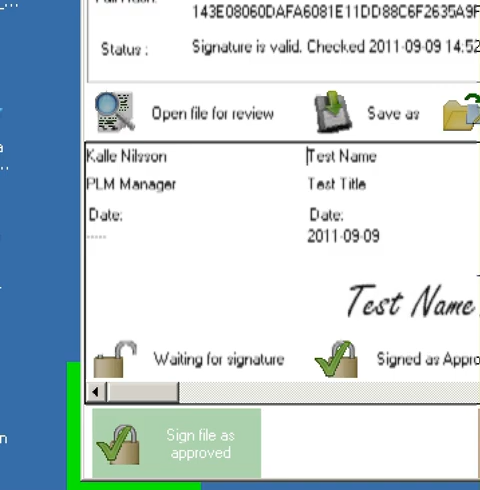 143E08060DAFA6081E11DD88C6F2635A9F
Status : Signature is valid. Checked 2011-09-09 14:52
Open file for review Save as
Kalle Nilsson Test Name
PLM Manager Test Title
Date: Date:
----- 2011-09-09
Test Name
Waiting for signature Signed as Appro
Sign file as
approved